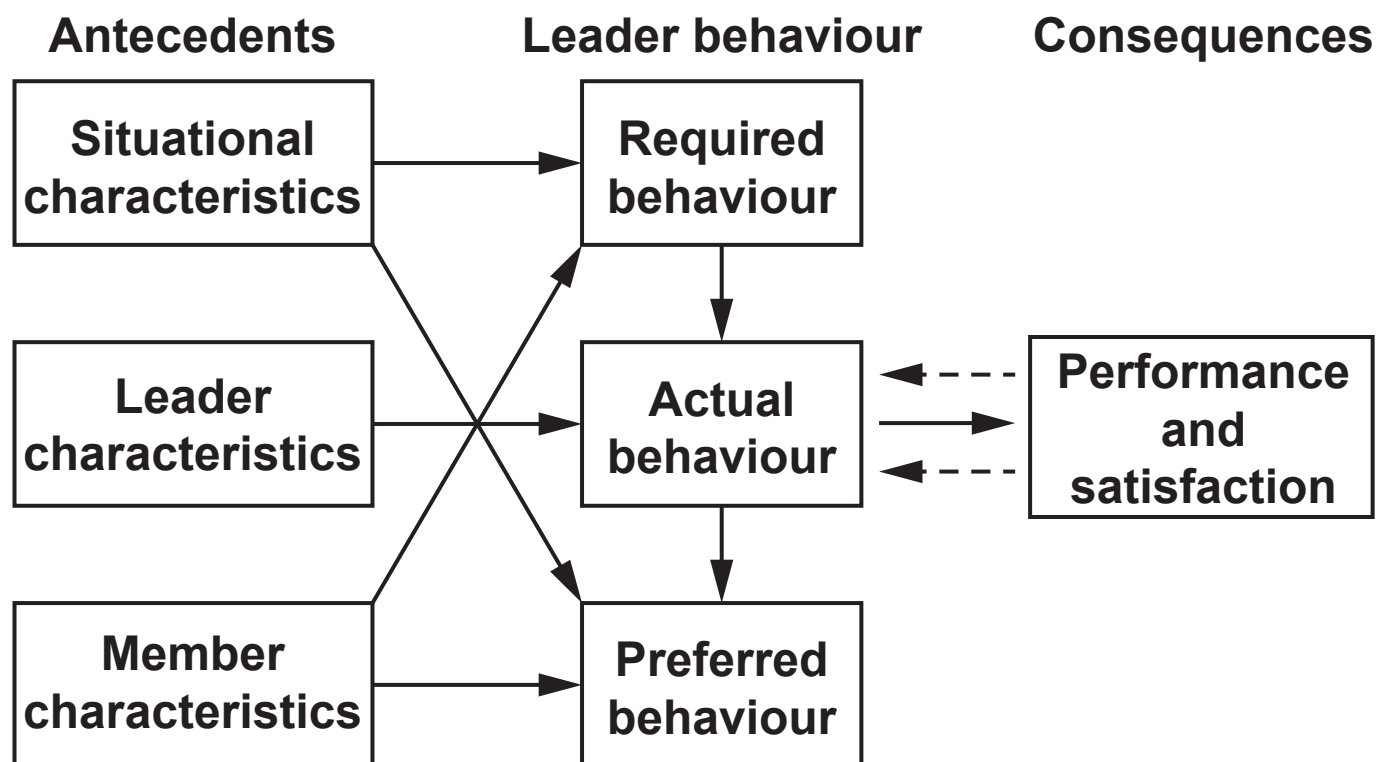 Antecedents
Leader behaviour
Consequences
Situational
characteristics
Required
behaviour
Leader
characteristics
Actual
behaviour
Performance
and
satisfaction
Member
characteristics
Preferred
behaviour